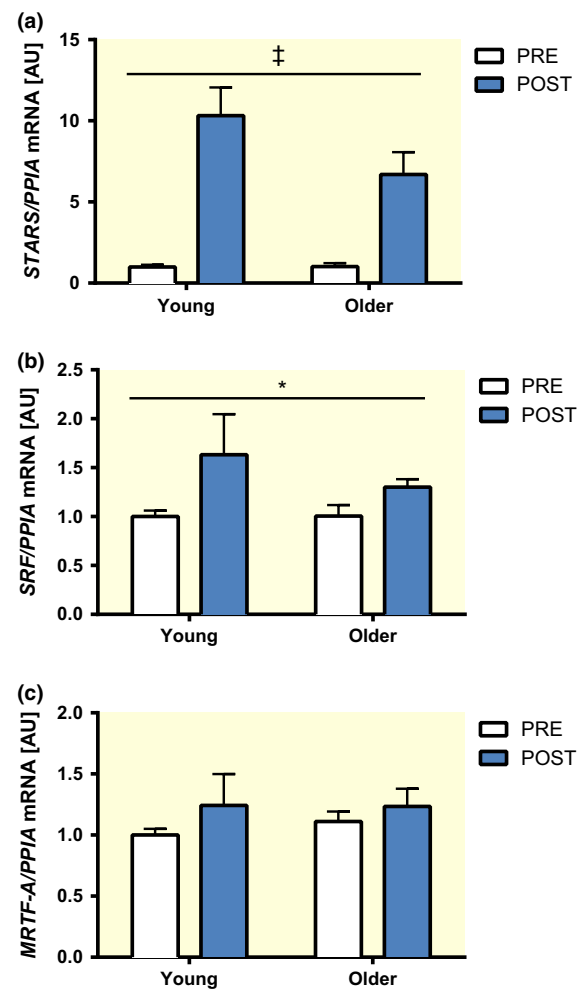 (a)
STARS/PPIA mRNA [AU]
15
10
5
0
‡
PRE
POST
Young Older
(b)
SRF/PPIA mRNA [AU]
2.5
2.0
1.5
1.0
0.5
0.0
*
PRE
POST
Young Older
(c)
MRTF-A/PPIA mRNA [AU]
2.0
1.5
1.0
0.5
0.0
PRE
POST
Young Older